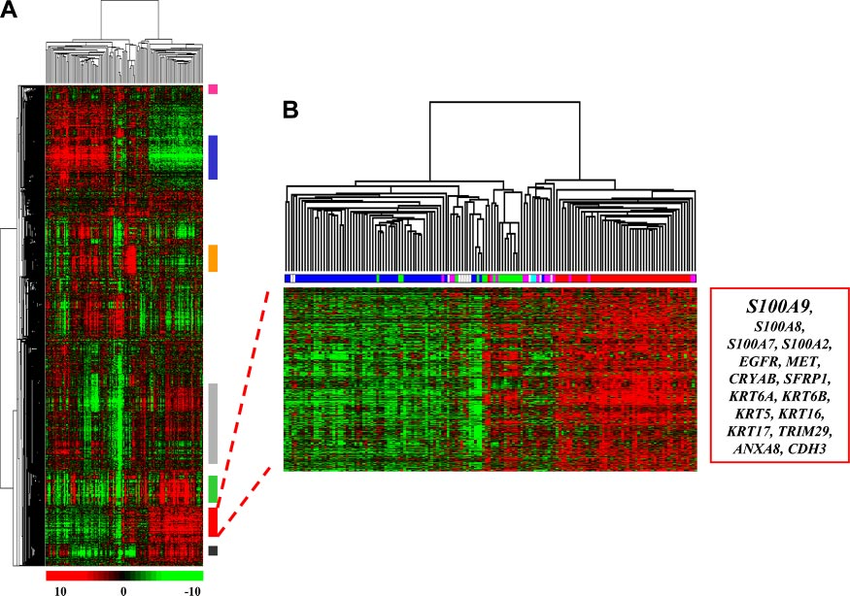 A
B
S100A9,
S100A8,
S100A7, S100A2,
EGFR, MET,
CRYAB, SFRP1,
KRT6A, KRT6B,
KRT5, KRT16,
KRT17, TRIM29,
ANXA8, CDH3
10 0 -10